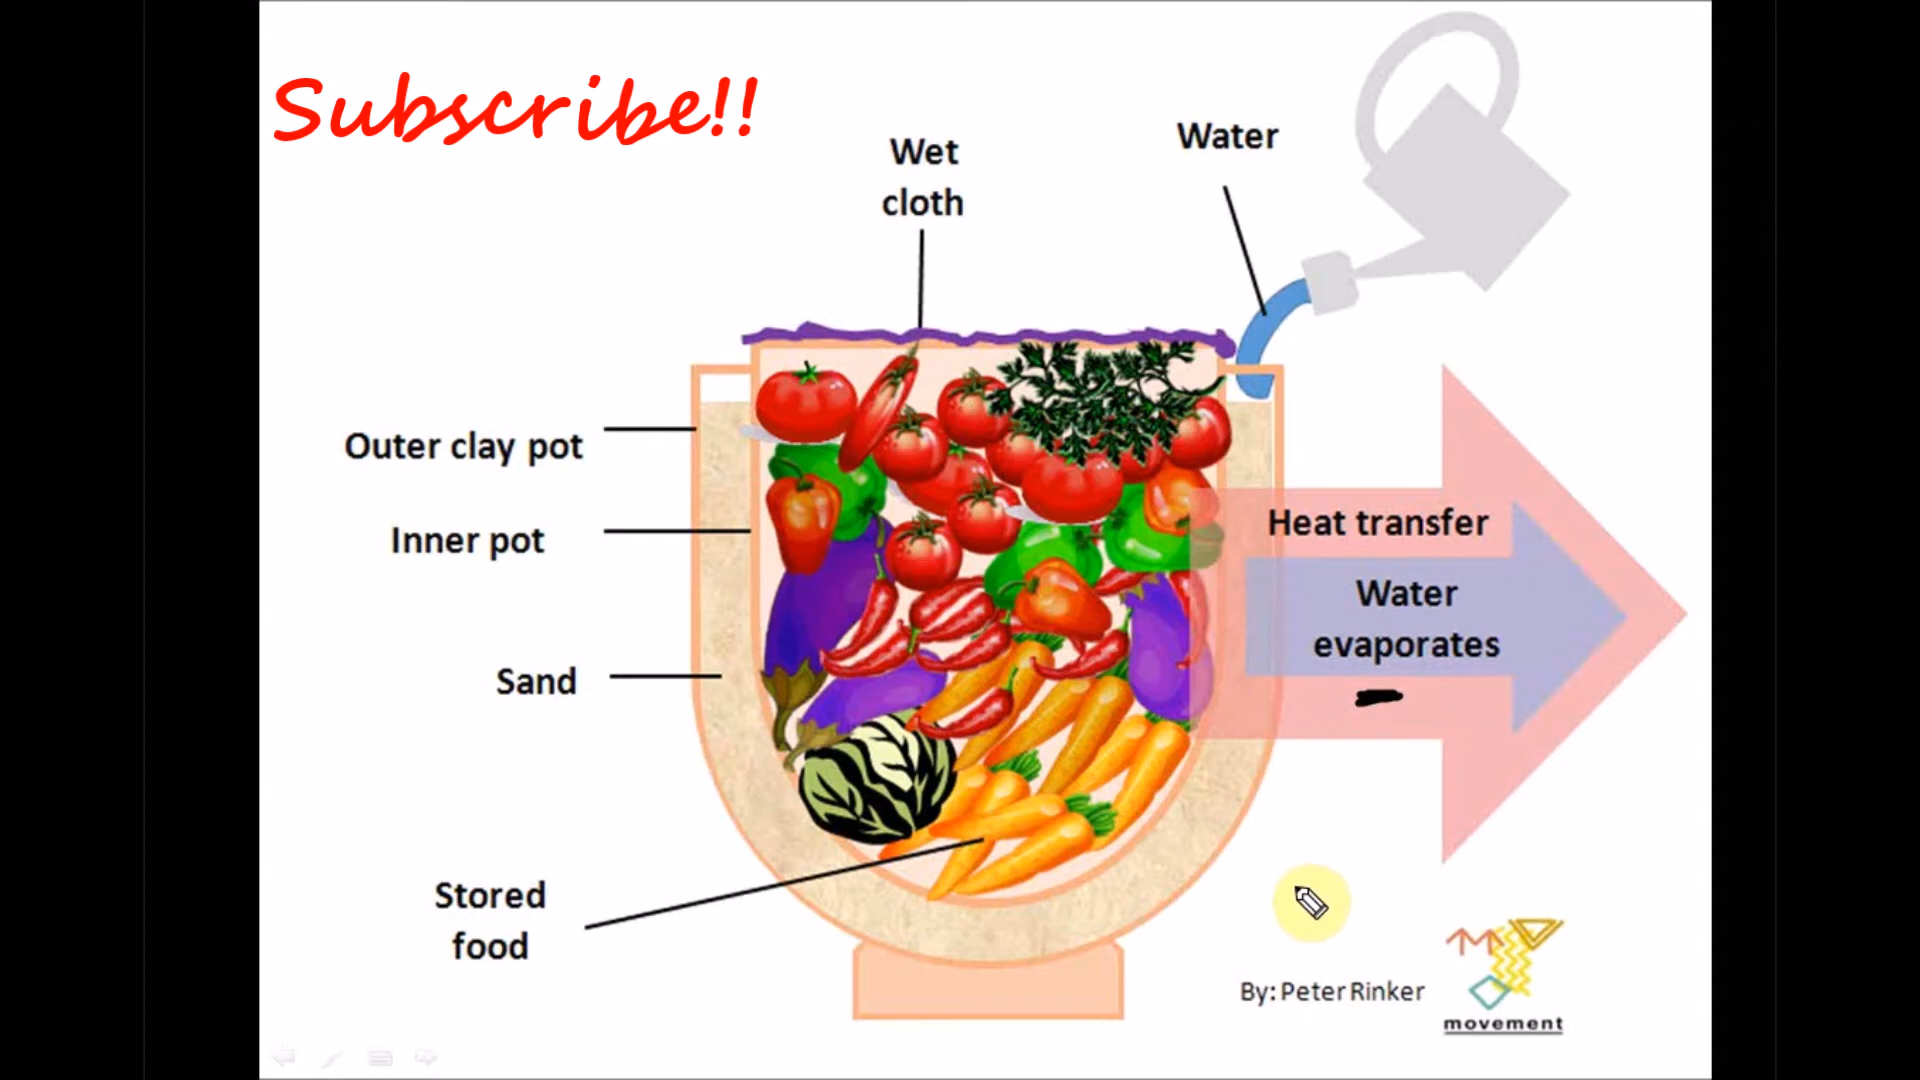 Subscribe!!
Wet
cloth
Water
Outer clay pot
Inner pot
Sand
Stored
food
Heat transfer
Water
evaporates
By: Peter Rinker
movement